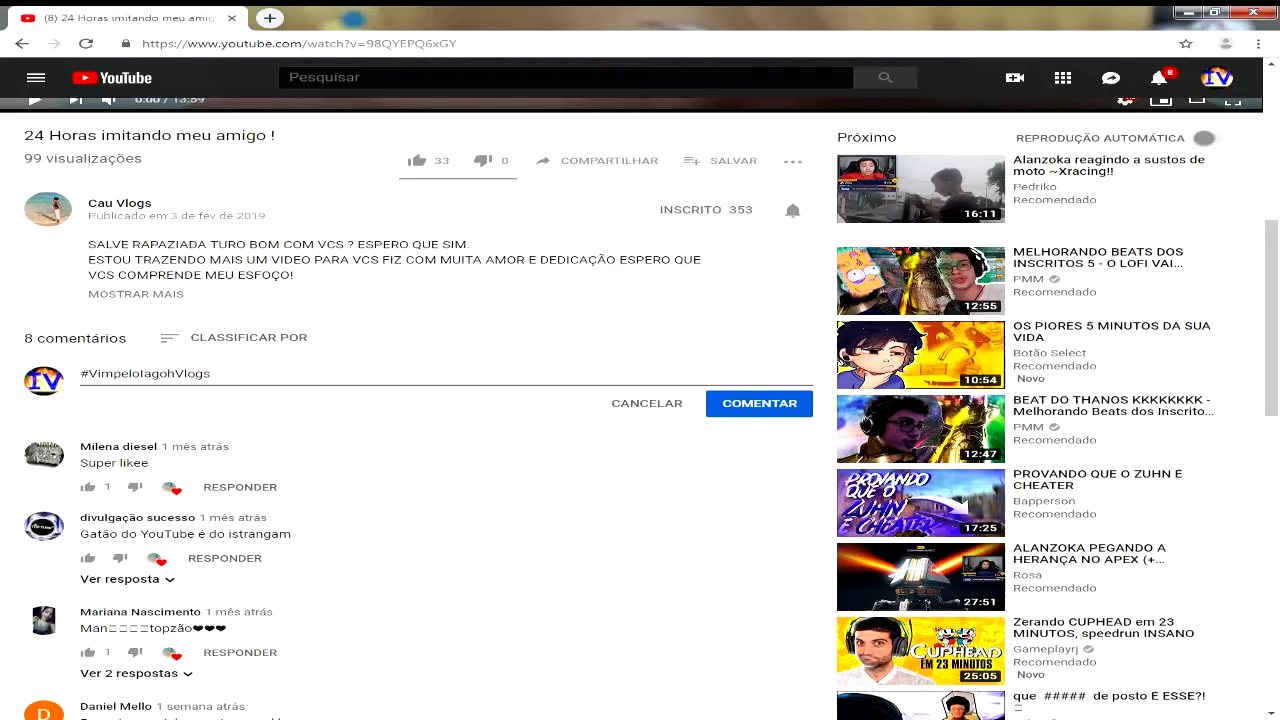 (8) 24 Horas imitando meu amig
https://www.youtube.com/watch?v=98QYEPQ6xGY
YouTube
Pesquisar
8
IV
0:00 / 13:59
24 Horas imitando meu amigo !
99 visualizações
33
0
COMPARTILHAR
SALVAR
Cau Vlogs
Publicado em 3 de fev de 2019
INSCRITO 353
SALVE RAPAZIADA TURO BOM COM VCS ? ESPERO QUE SIM.
ESTOU TRAZENDO MAIS UM VIDEO PARA VCS FIZ COM MUITA AMOR E DEDICAÇÃO ESPERO QUE
VCS COMPRENDE MEU ESFOÇO!
MOSTRAR MAIS
8 comentários
CLASSIFICAR POR
IV
#VimpeloIagohVlogs
CANCELAR
COMENTAR
Milena diesel 1 mês atrás
Super likee
1
RESPONDER
divulgação sucesso 1 mês atrás
Gatão do YouTube é do istrangam
RESPONDER
Ver resposta
Mariana Nascimento 1 mês atrás
Man□□□□topzão❤❤❤
1
RESPONDER
Ver 2 respostas
D
Daniel Mello 1 semana atrás
Próximo
REPRODUÇÃO AUTOMÁTICA
16:11
Alanzoka reagindo a sustos de
moto ~Xracing!!
Pedriko
Recomendado
12:55
MELHORANDO BEATS DOS
INSCRITOS 5 - O LOFI VAI...
PMM
Recomendado
10:54
OS PIORES 5 MINUTOS DA SUA
VIDA
Botão Select
Recomendado
Novo
12:47
BEAT DO THANOS KKKKKKKK -
Melhorando Beats dos Inscrito...
PMM
Recomendado
PROVANDO
QUE O
ZUHN
É CHEATER
17:25
PROVANDO QUE O ZUHN É
CHEATER
Bapperson
Recomendado
27:51
ALANZOKA PEGANDO A
HERANÇA NO APEX (+...
Rosa
Recomendado
CUPHEAD
EM 23 MINUTOS
25:05
Zerando CUPHEAD em 23
MINUTOS, speedrun INSANO
Gameplayrj
Recomendado
Novo
que ##### de posto É ESSE?!
□